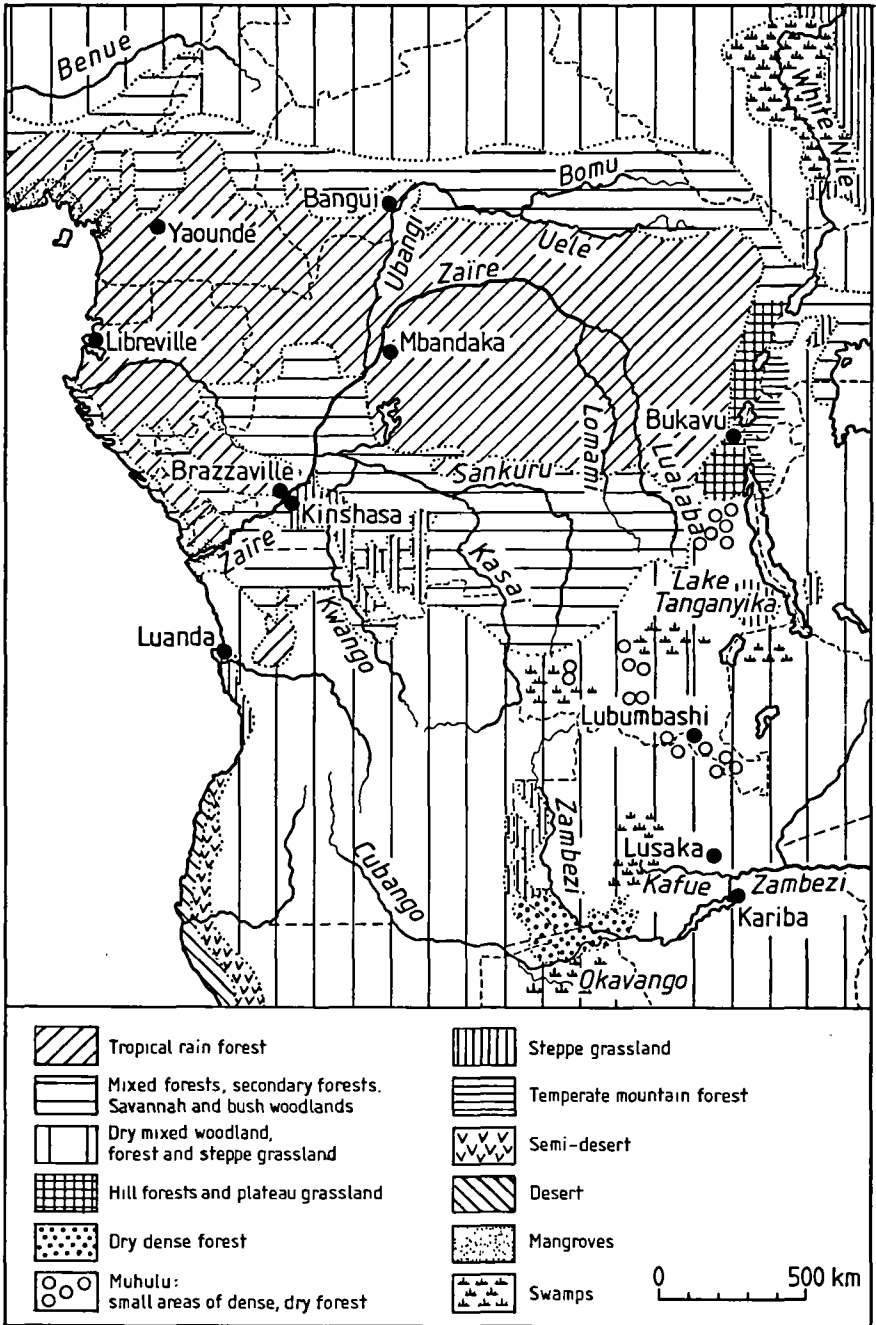 Benue
White Nile
Bomu
Bangui
Yaoundé
Ubangi
Uele
Zaïre
Libreville
Mbandaka
Lomami
Bukavu
Lualaba
Sankuru
Brazzaville
Kinshasa
Zaïre
Kasai
Lake
Tanganyika
Kwango
Luanda
Lubumbashi
Zambezi
Lusaka
Cubango
Kafue
Zambezi
Kariba
Okavango
Tropical rain forest
Mixed forests, secondary forests.
Savannah and bush woodlands
Dry mixed woodland,
forest and steppe grassland
Hill forests and plateau grassland
Dry dense forest
Muhulu:
small areas of dense, dry forest
Steppe grassland
Temperate mountain forest
Semi-desert
Desert
Mangroves
Swamps
0 500 km